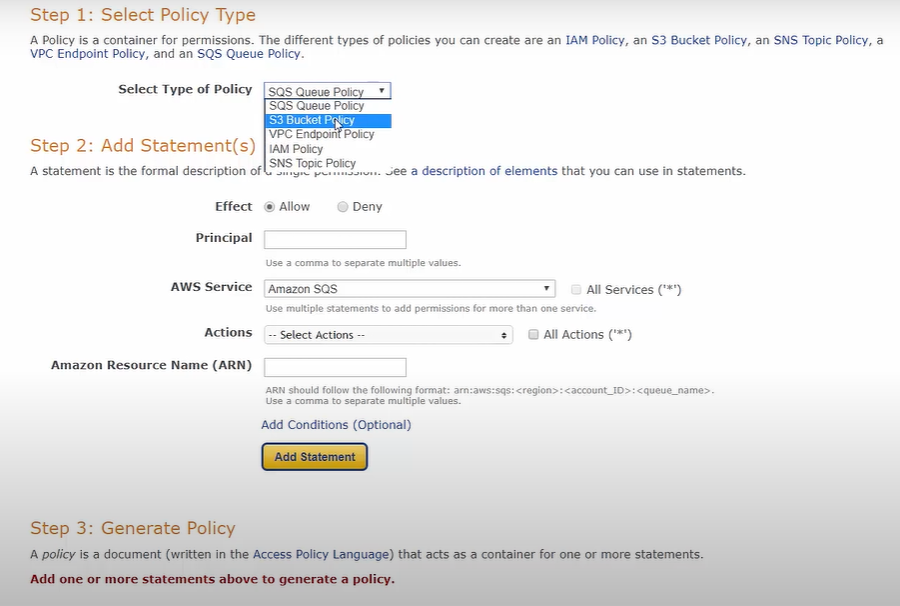 Step 1: Select Policy Type
A Policy is a container for permissions. The different types of policies you can create are an IAM Policy, an S3 Bucket Policy, an SNS Topic Policy, a
VPC Endpoint Policy, and an SQS Queue Policy.
Select Type of Policy SQS Queue Policy
SQS Queue Policy
S3 Bucket Policy
VPC Endpoint Policy
IAM Policy
SNS Topic Policy
Step 2: Add Statement(s)
A statement is the formal description of a single permission. See a description of elements that you can use in statements.
Effect Allow Deny
Principal
Use a comma to separate multiple values.
AWS Service Amazon SQS All Services ('*')
Use multiple statements to add permissions for more than one service.
Actions -- Select Actions -- All Actions ('*')
Amazon Resource Name (ARN)
ARN should follow the following format: arn:aws:sqs:<region>:<account_ID>:<queue_name>.
Use a comma to separate multiple values.
Add Conditions (Optional)
Add Statement
Step 3: Generate Policy
A policy is a document (written in the Access Policy Language) that acts as a container for one or more statements.
Add one or more statements above to generate a policy.